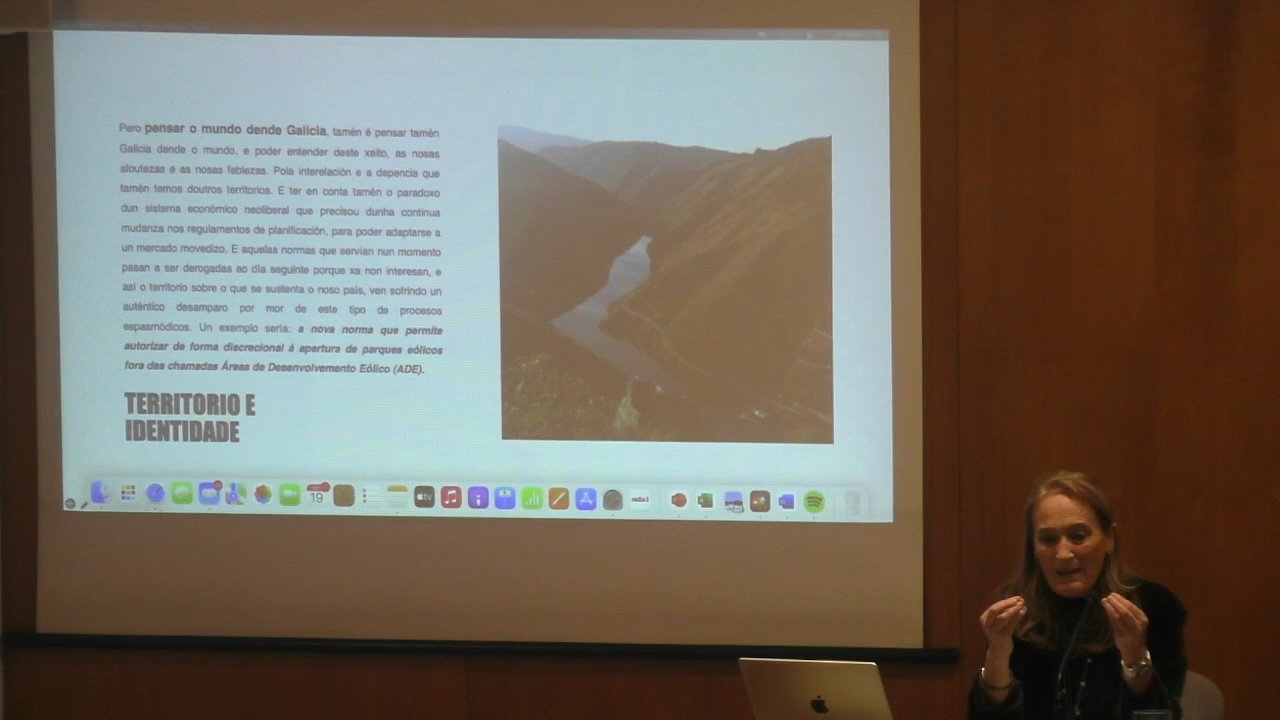 Pero pensar o mundo dende Galicia, tamén é pensar tamén
Galicia dende o mundo, e poder entender deste xeito, as nosas
afoutezas e as nosas feblezas. Pola interelación e a depencia que
tamén temos doutros territorios. E ter en conta tamén o paradoxo
dun sistema económico neoliberal que precisou dunha continua
mudanza nos regulamentos de planificación, para poder adaptarse a
un mercado movedizo. E aquelas normas que servían nun momento
pasan a ser derogadas ao día seguinte porque xa non interesan, e
así o territorio sobre o que se sustenta o noso país, ven sofrindo un
auténtico desamparo por mor de este tipo de procesos
espasmódicos. Un exemplo sería: a nova norma que permite
autorizar de forma discrecional á apertura de parques eólicos
fora das chamadas Áreas de Desenvolvemento Eólico (ADE).
TERRITORIO E
IDENTIDADE
19
tv